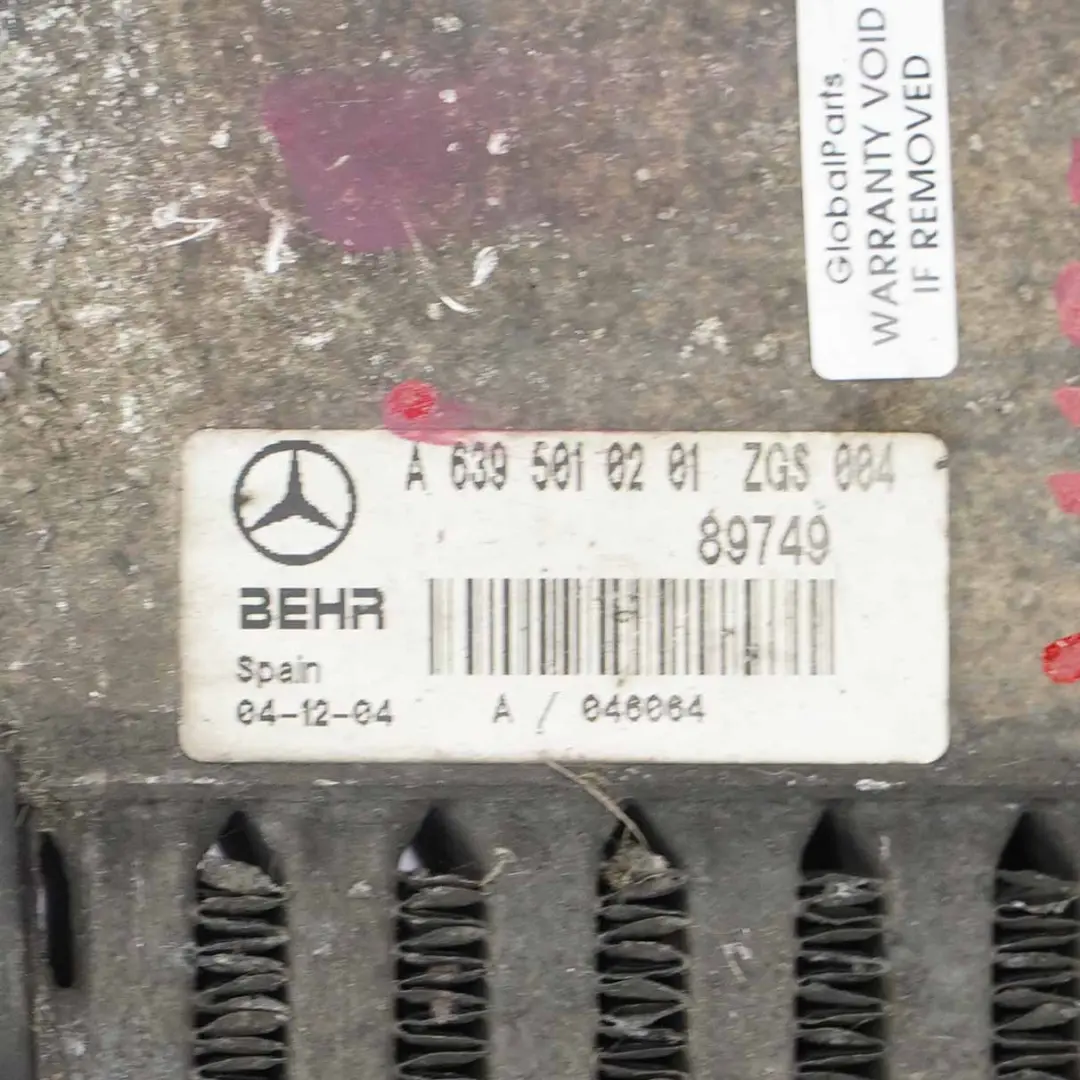 GlobalParts
WARRANTY VOID
IF REMOVED
A 639 501 02 01 ZGS 004
89749
BEHR
Spain
04-12-04 A / 046064